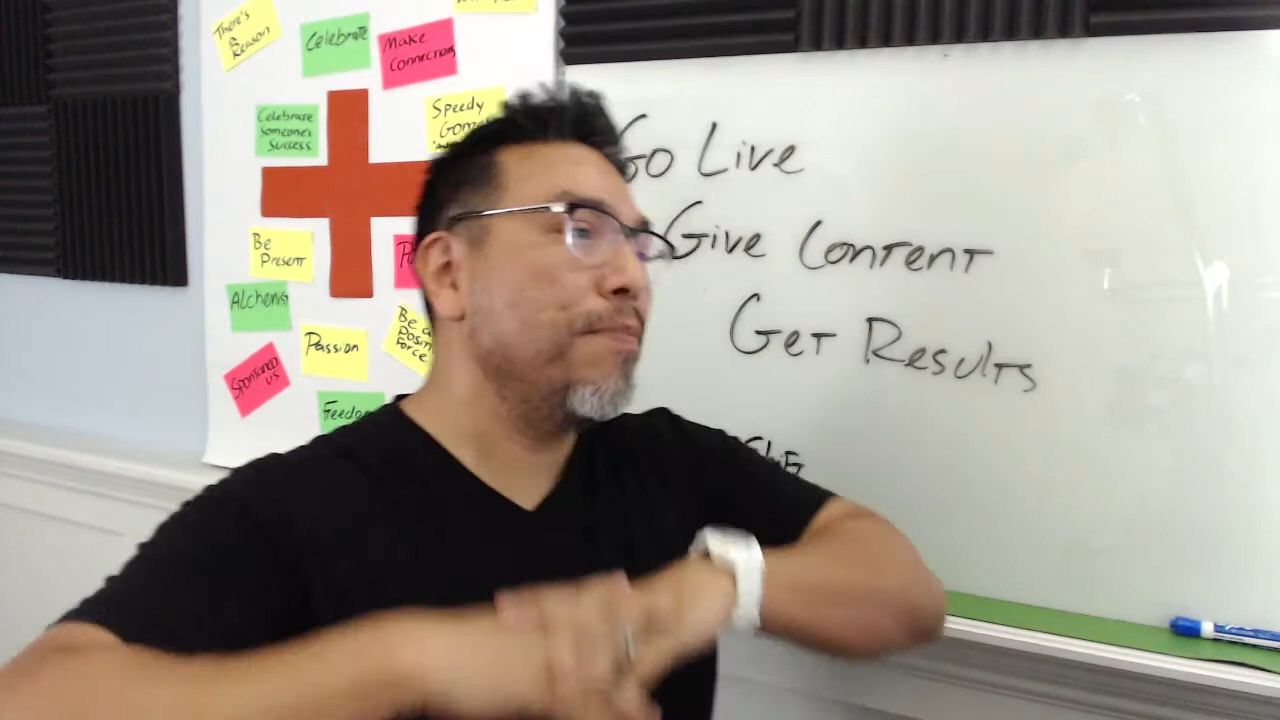 There's
A
Reason
Celebrate
Make
Connections
Celebrate
Someone's
Success
Speedy
Be
Present
Alchemist
Passion
Be a
Positive
Force
Spontaneous
Freedom
Go Live
Give Content
Get Results